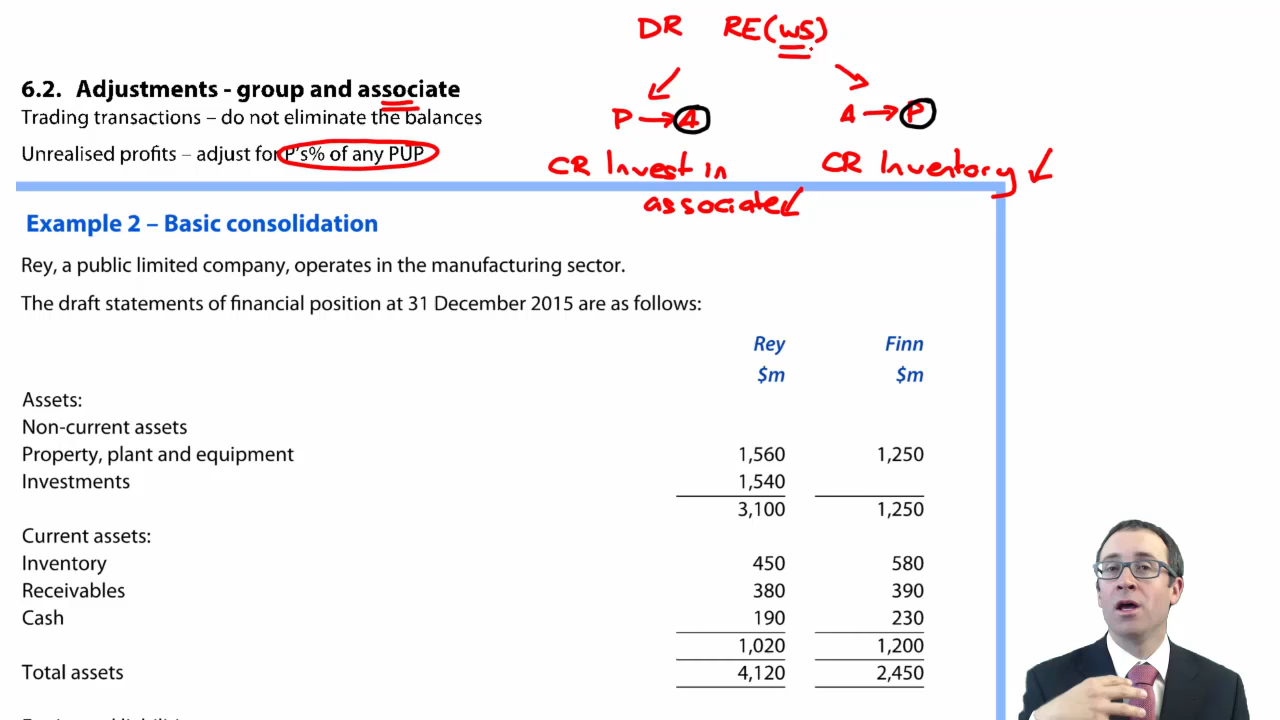 DR RE(WS)
6.2. Adjustments - group and associate
Trading transactions – do not eliminate the balances
P → A A → P
Unrealised profits – adjust for P's% of any PUP
CR Invest in associate CR Inventory
Example 2 – Basic consolidation
Rey, a public limited company, operates in the manufacturing sector.
The draft statements of financial position at 31 December 2015 are as follows:
Rey Finn
$m $m
Assets:
Non-current assets
Property, plant and equipment 1,560 1,250
Investments 1,540
3,100 1,250
Current assets:
Inventory 450 580
Receivables 380 390
Cash 190 230
1,020 1,200
Total assets 4,120 2,450